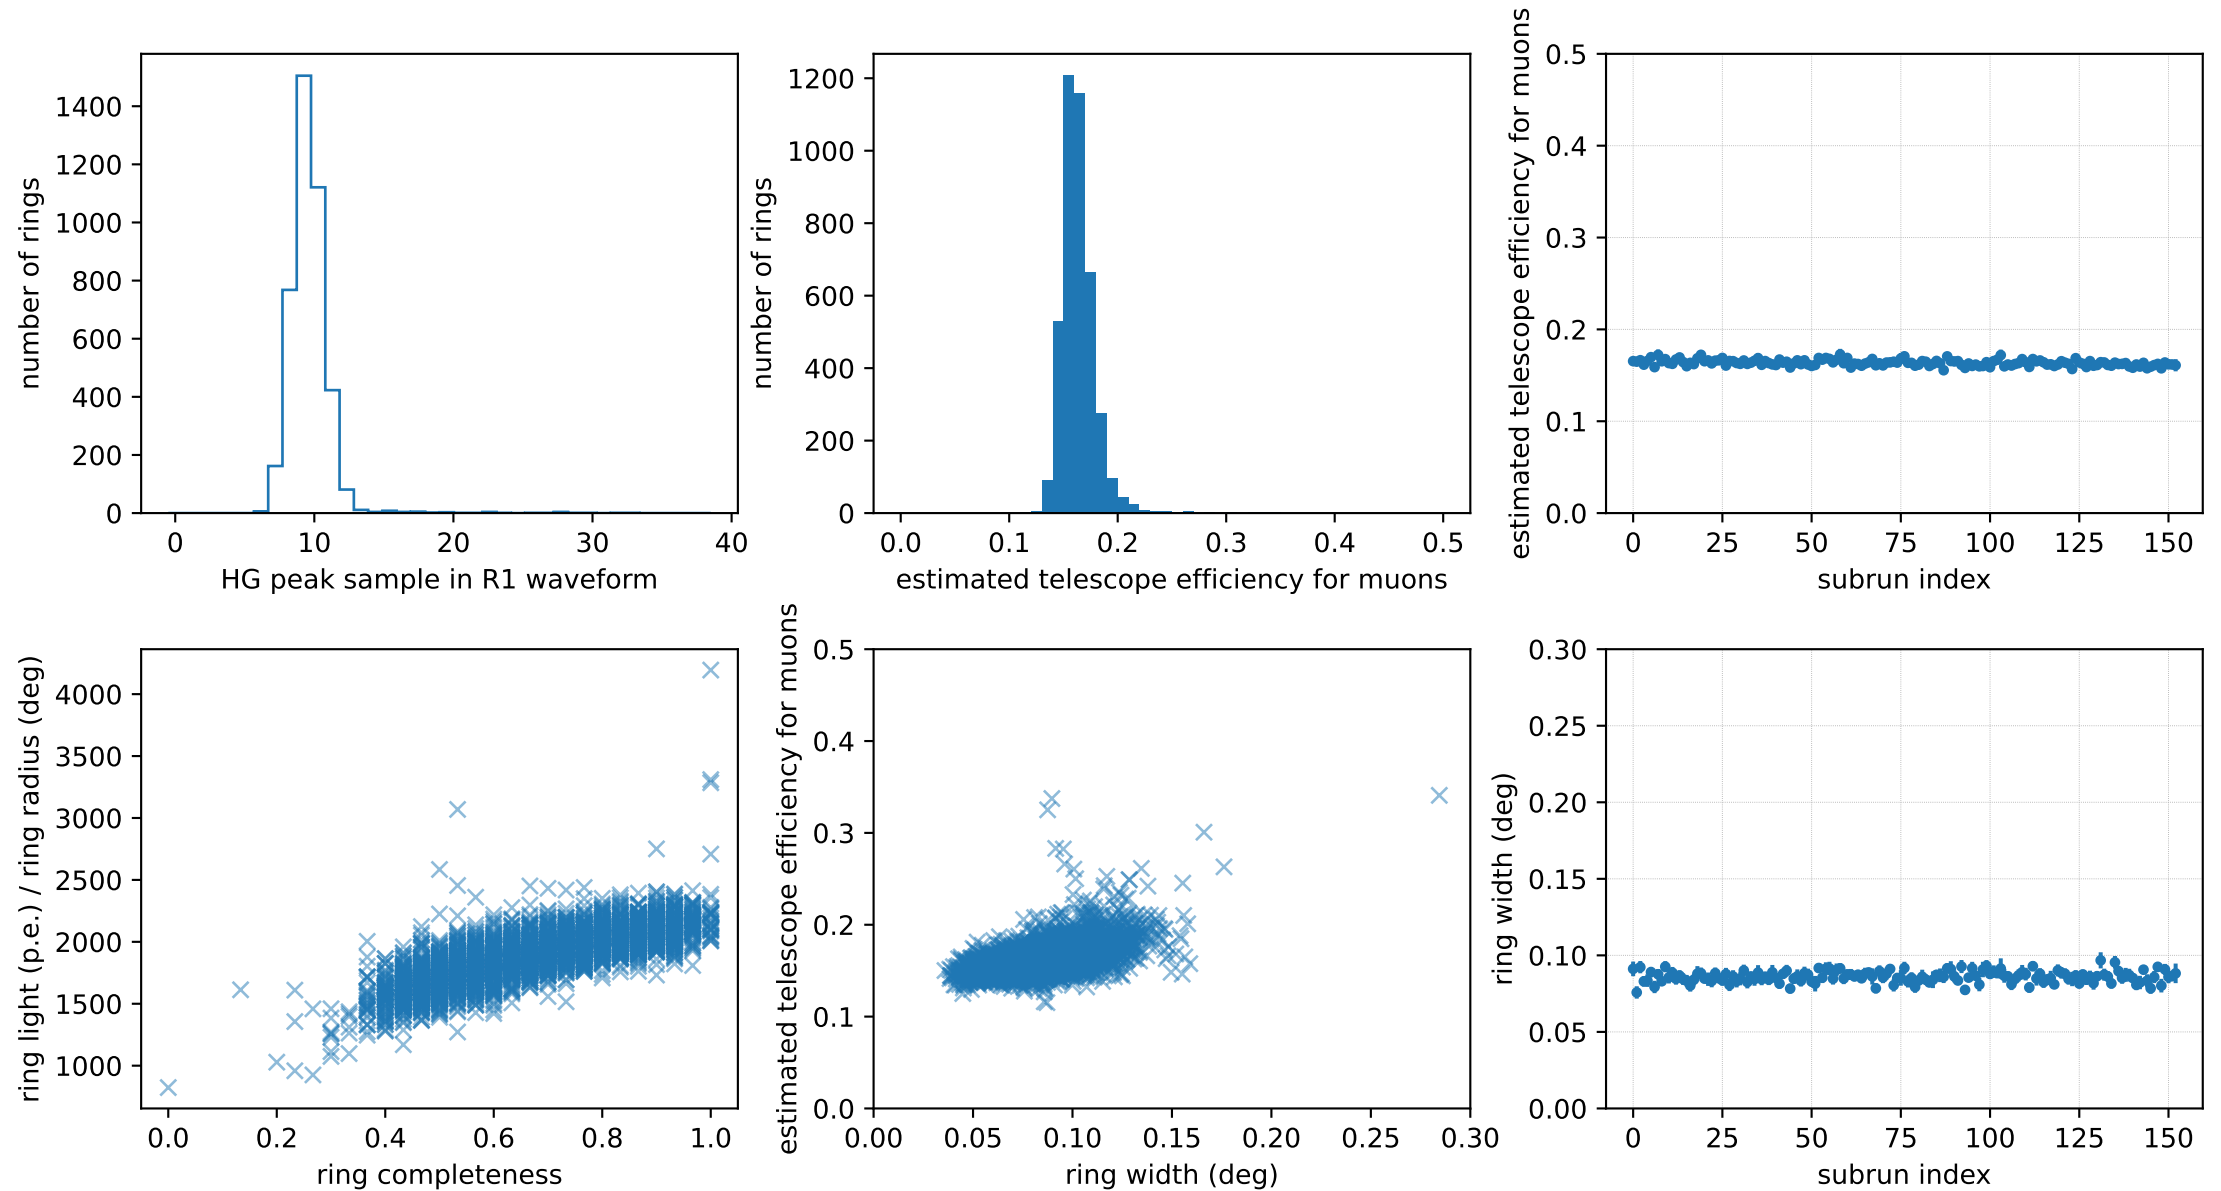 number of rings
1400
1200
1000
800
600
400
200
0
0 10 20 30 40
HG peak sample in R1 waveform
number of rings
1200
1000
800
600
400
200
0
0.0 0.1 0.2 0.3 0.4 0.5
estimated telescope efficiency for muons
estimated telescope efficiency for muons
0.5
0.4
0.3
0.2
0.1
0.0
0 25 50 75 100 125 150
subrun index
ring light (p.e.) / ring radius (deg)
4000
3500
3000
2500
2000
1500
1000
0.0 0.2 0.4 0.6 0.8 1.0
ring completeness
estimated telescope efficiency for muons
0.5
0.4
0.3
0.2
0.1
0.0
0.00 0.05 0.10 0.15 0.20 0.25 0.30
ring width (deg)
ring width (deg)
0.30
0.25
0.20
0.15
0.10
0.05
0.00
0 25 50 75 100 125 150
subrun index